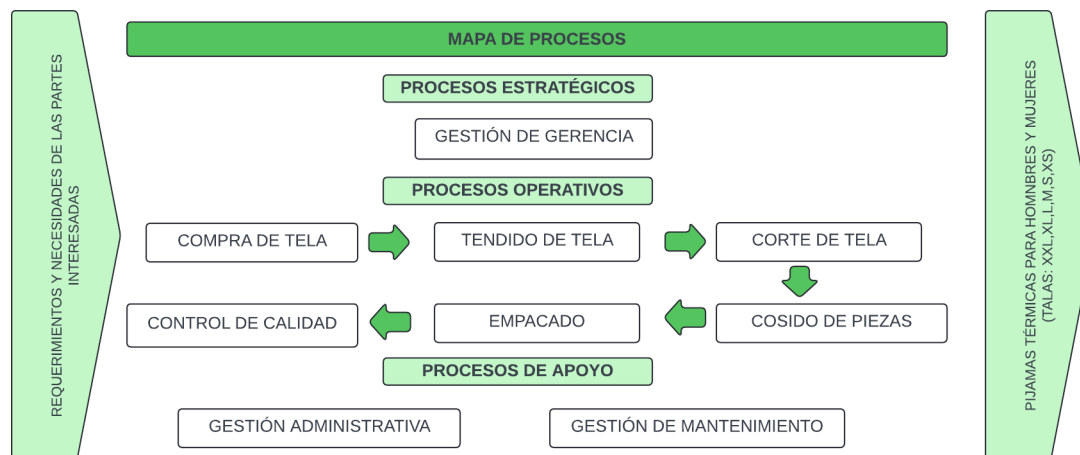 REQUERIMIENTOS Y NECESIDADES DE LAS PARTES
INTERESADAS
MAPA DE PROCESOS
PROCESOS ESTRATÉGICOS
GESTIÓN DE GERENCIA
PROCESOS OPERATIVOS
COMPRA DE TELA
TENDIDO DE TELA
CORTE DE TELA
CONTROL DE CALIDAD
EMPACADO
COSIDO DE PIEZAS
PROCESOS DE APOYO
GESTIÓN ADMINISTRATIVA
GESTIÓN DE MANTENIMIENTO
PIJAMAS TÉRMICAS PARA HOMNBRES Y MUJERES
(TALAS: XXL,XL,L,M,S,XS)